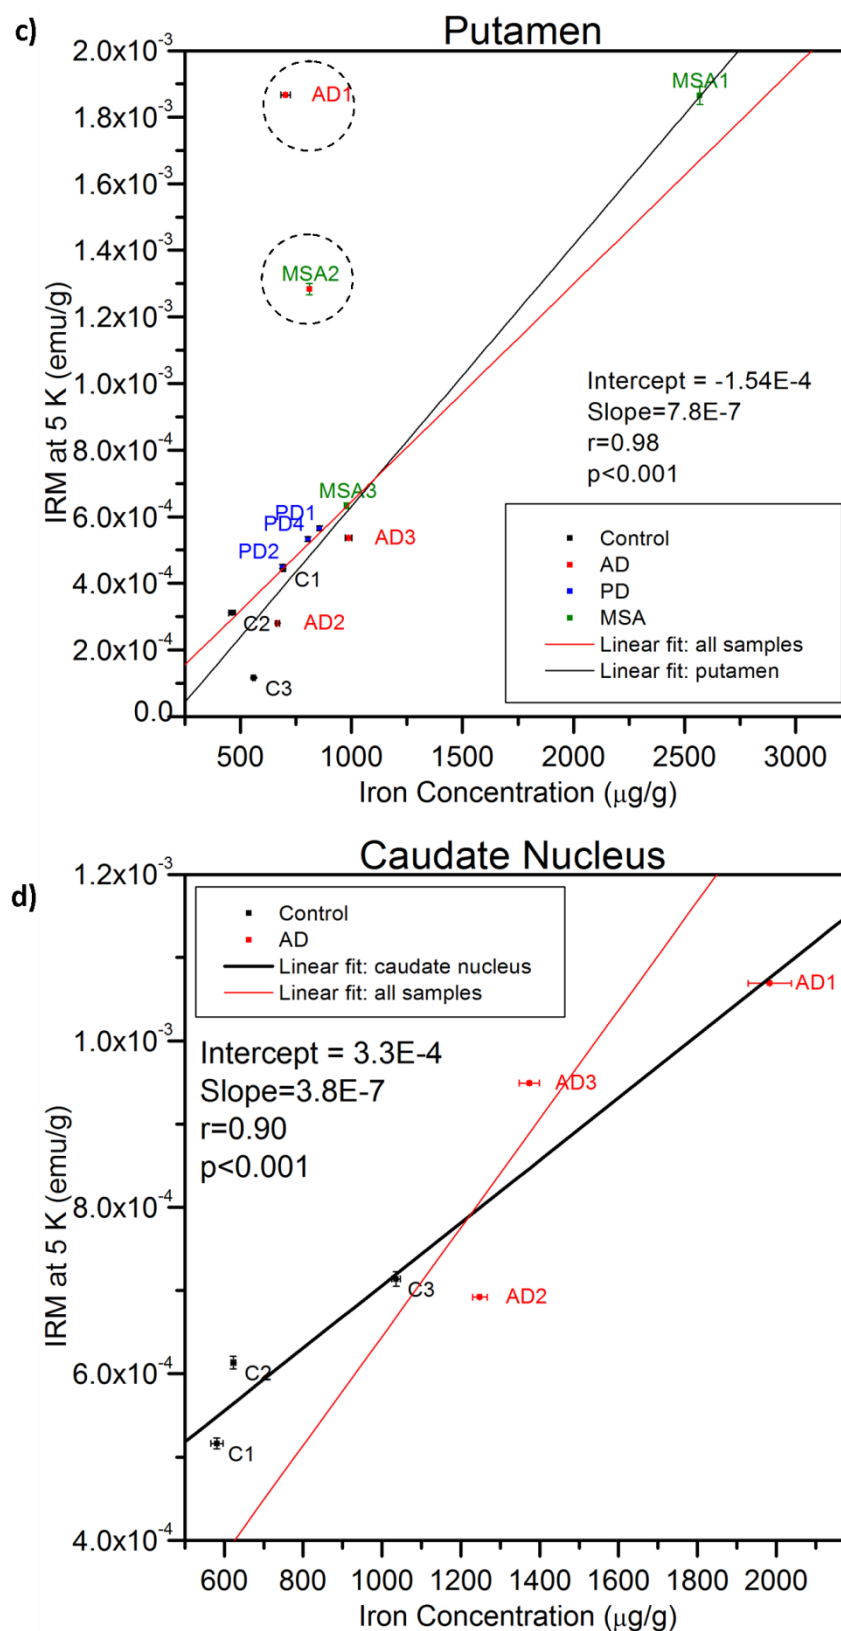 c)
Putamen
2.0x10⁻³
1.8x10⁻³
1.6x10⁻³
1.4x10⁻³
1.2x10⁻³
1.0x10⁻³
8.0x10⁻⁴
6.0x10⁻⁴
4.0x10⁻⁴
2.0x10⁻⁴
0.0
IRM at 5 K (emu/g)
AD1
MSA1
MSA2
MSA3
PD1
PD4
AD3
PD2
C1
C2
AD2
C3
Intercept = -1.54E-4
Slope=7.8E-7
r=0.98
p<0.001
Control
AD
PD
MSA
Linear fit: all samples
Linear fit: putamen
500 1000 1500 2000 2500 3000
Iron Concentration (μg/g)
d)
Caudate Nucleus
1.2x10⁻³
1.0x10⁻³
8.0x10⁻⁴
6.0x10⁻⁴
4.0x10⁻⁴
IRM at 5 K (emu/g)
Control
AD
Linear fit: caudate nucleus
Linear fit: all samples
Intercept = 3.3E-4
Slope=3.8E-7
r=0.90
p<0.001
AD1
AD3
C3
AD2
C2
C1
600 800 1000 1200 1400 1600 1800 2000
Iron Concentration (μg/g)